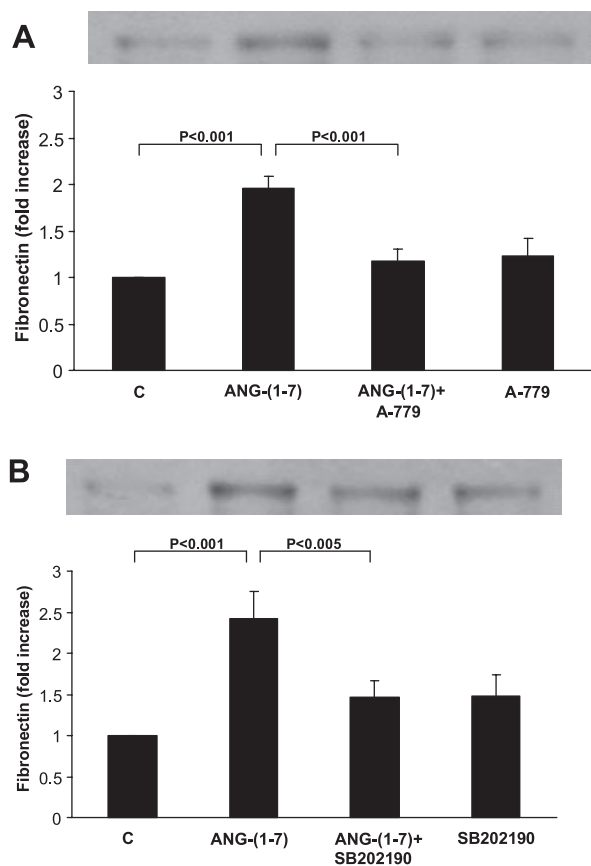 A
3
P<0.001 P<0.001
2.5
2
1.5
1
0.5
0
Fibronectin (fold increase)
C ANG-(1-7) ANG-(1-7)+ A-779
A-779
B
3
P<0.001 P<0.005
2.5
2
1.5
1
0.5
0
Fibronectin (fold increase)
C ANG-(1-7) ANG-(1-7)+ SB202190
SB202190